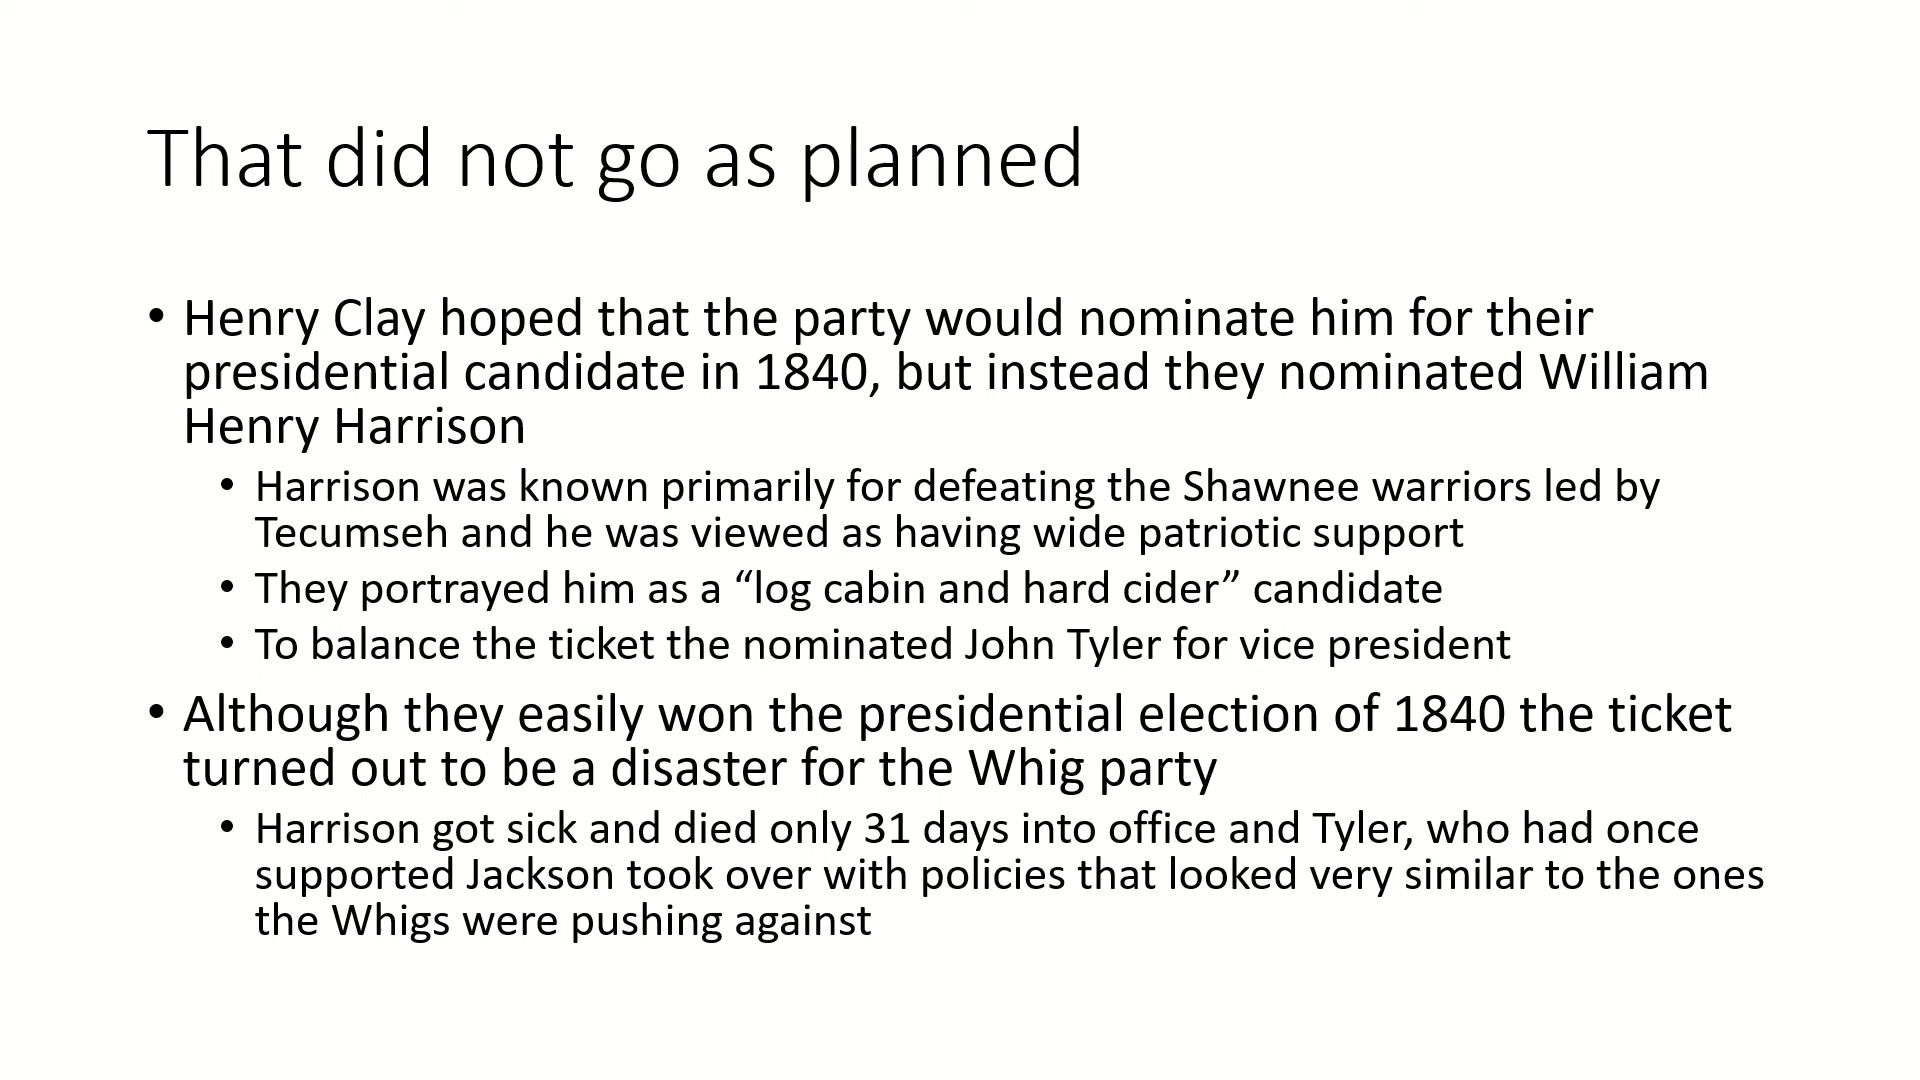 That did not go as planned
• Henry Clay hoped that the party would nominate him for their
presidential candidate in 1840, but instead they nominated William
Henry Harrison
• Harrison was known primarily for defeating the Shawnee warriors led by
Tecumseh and he was viewed as having wide patriotic support
• They portrayed him as a “log cabin and hard cider” candidate
• To balance the ticket the nominated John Tyler for vice president
• Although they easily won the presidential election of 1840 the ticket
turned out to be a disaster for the Whig party
• Harrison got sick and died only 31 days into office and Tyler, who had once
supported Jackson took over with policies that looked very similar to the ones
the Whigs were pushing against